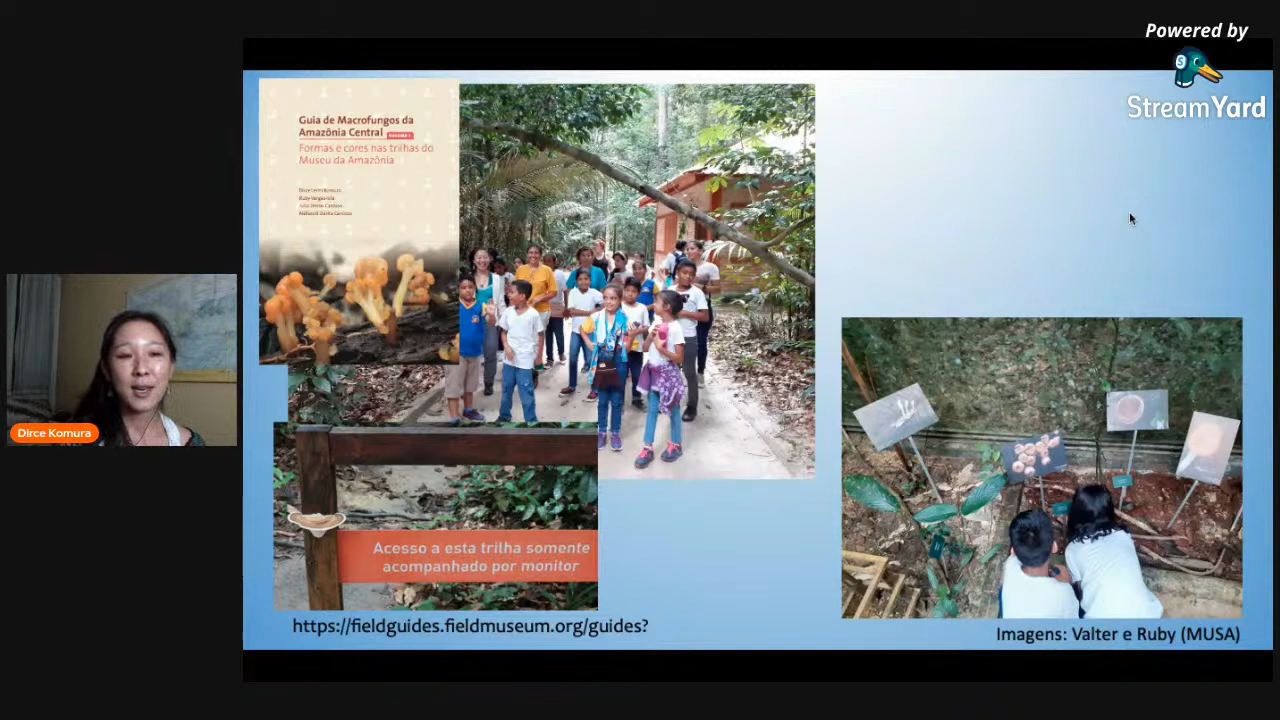 Powered by
StreamYard
Guia de Macrofungos da
Amazônia Central
Formas e cores nas trilhas do
Museu da Amazônia
Dirce Komura
Acesso a esta trilha somente
acompanhado por monitor
https://fieldguides.fieldmuseum.org/guides?
Imagens: Valter e Ruby (MUSA)